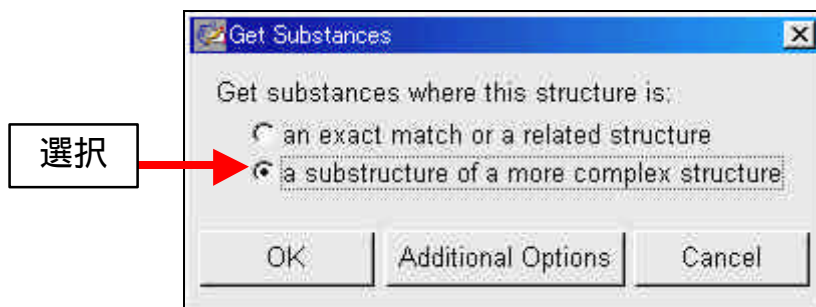 Get Substances
Get substances where this structure is:
an exact match or a related structure
選択
a substructure of a more complex structure
OK Additional Options Cancel